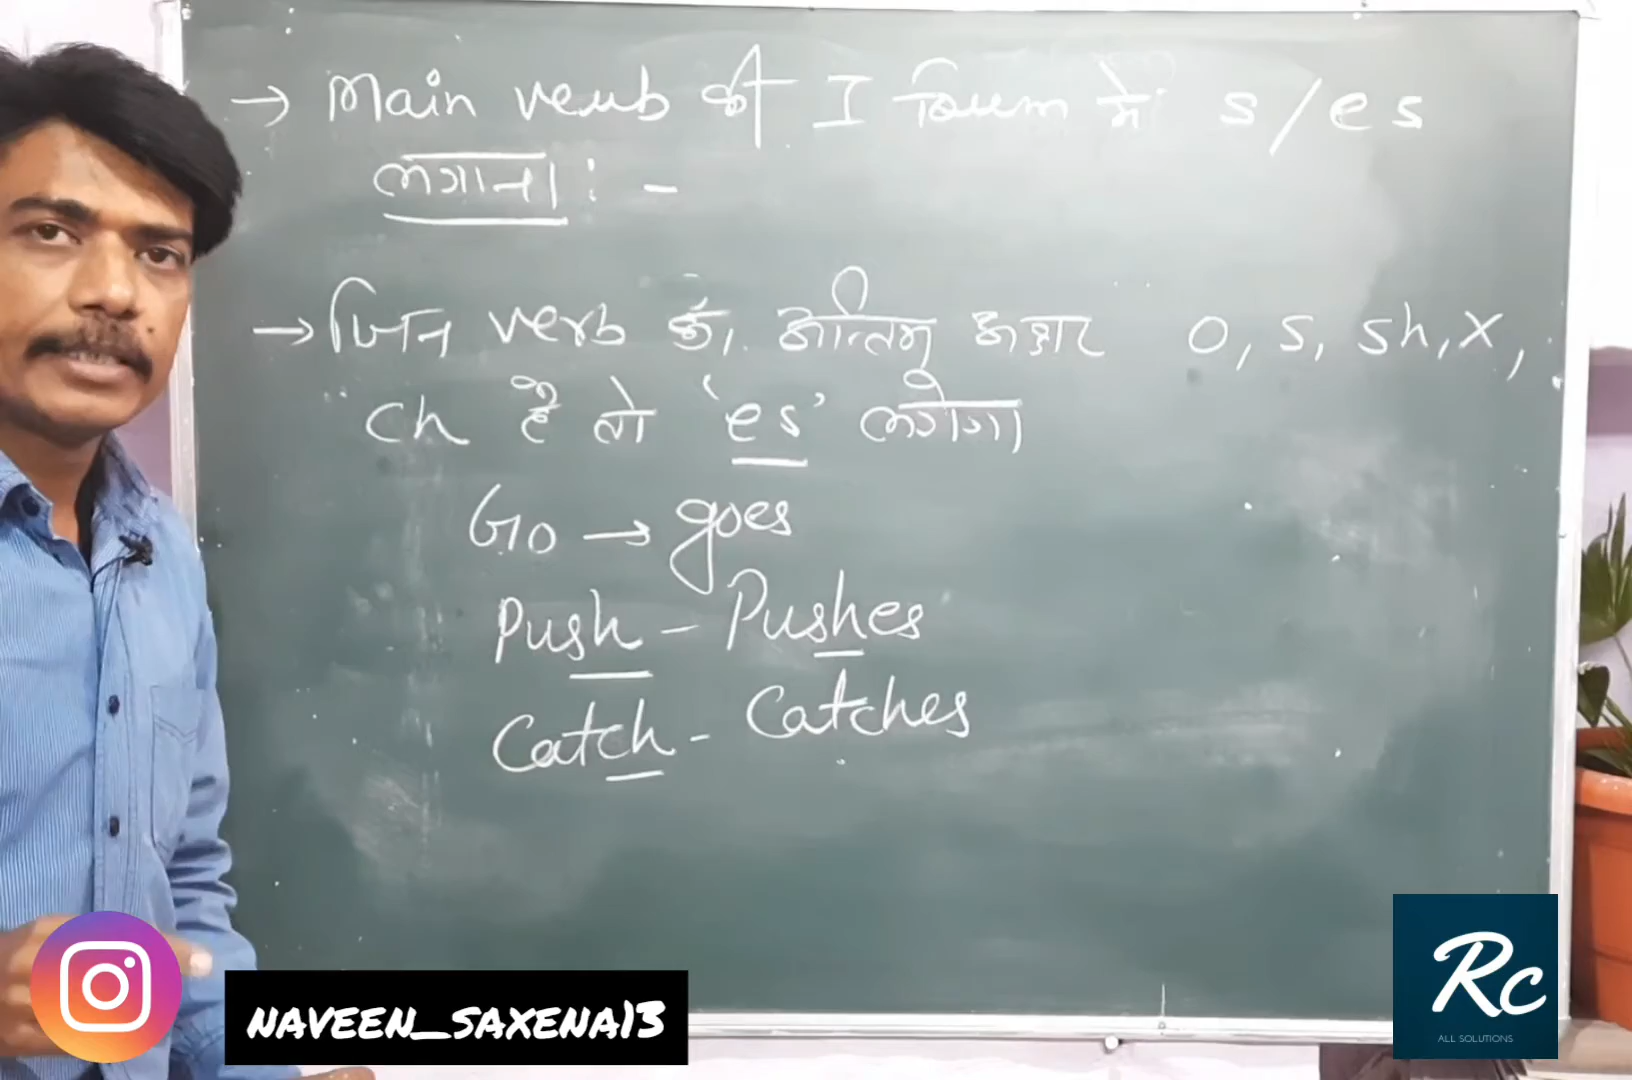 → Main verb की I form में s/es
लगाना :-
→ जिन verb का अन्तिम अक्षर o, s, sh, x,
ch है तो 'es' लगेगा
Go → goes
Push - Pushes
Catch - Catches
NAVEEN_SAXENA13
Rc
ALL SOLUTIONS